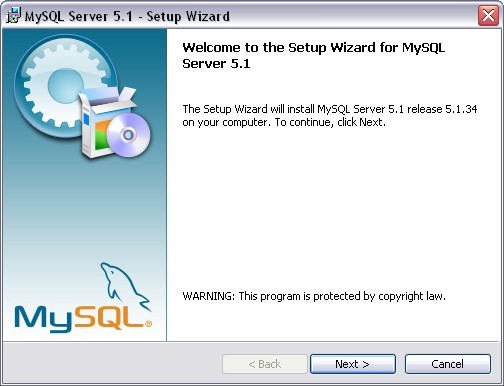 MySQL Server 5.1 - Setup Wizard
Welcome to the Setup Wizard for MySQL
Server 5.1
The Setup Wizard will install MySQL Server 5.1 release 5.1.34
on your computer. To continue, click Next.
WARNING: This program is protected by copyright law.
MySQL®
< Back
Next >
Cancel